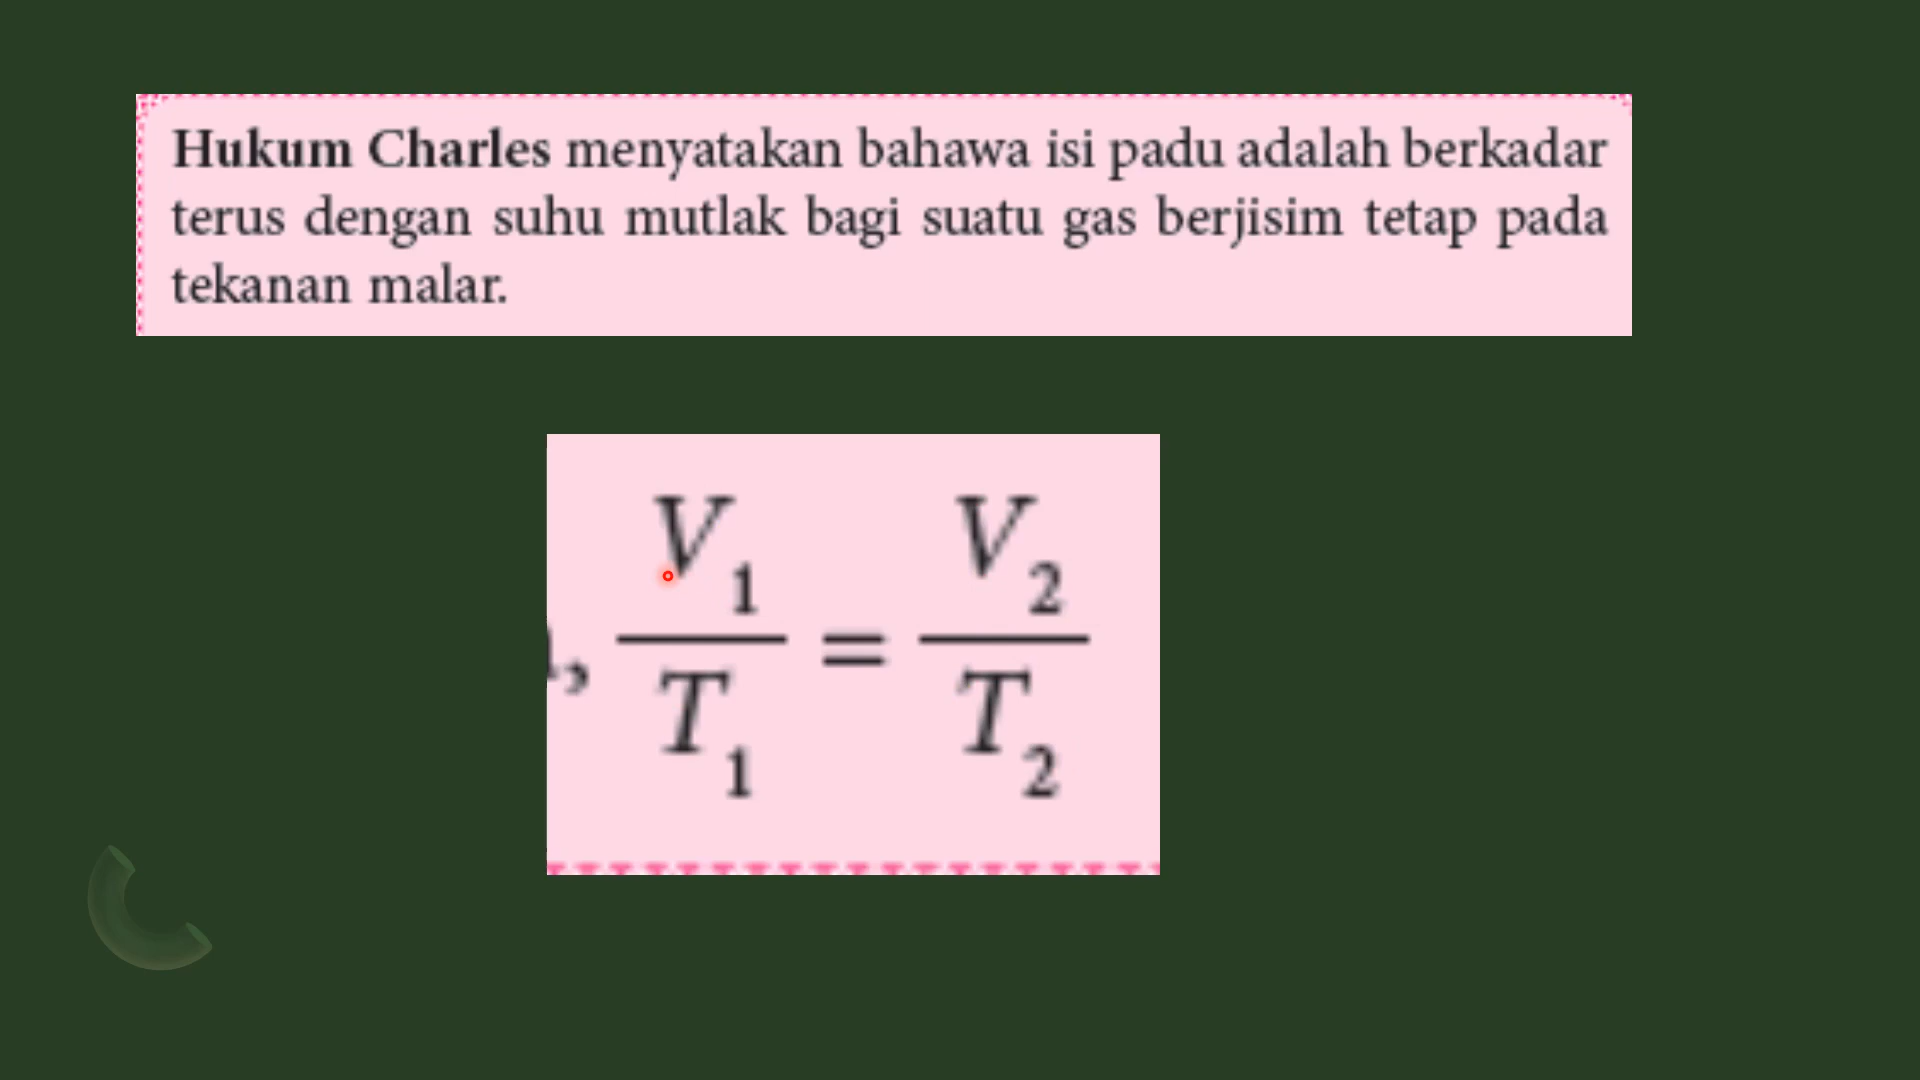 Hukum Charles menyatakan bahawa isi padu adalah berkadar
terus dengan suhu mutlak bagi suatu gas berjisim tetap pada
tekanan malar.
, V₁/T₁ = V₂/T₂